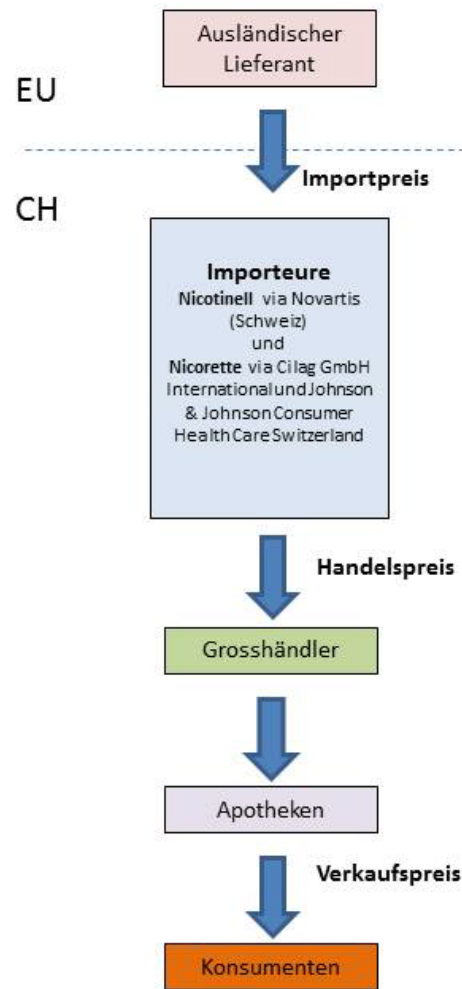 Ausländischer
Lieferant
EU
Importpreis
CH
Importeure
Nicotinell via Novartis
(Schweiz)
und
Nicorette via Cilag GmbH
International und Johnson
& Johnson Consumer
Health Care Switzerland
Handelspreis
Grosshändler
Apotheken
Verkaufspreis
Konsumenten